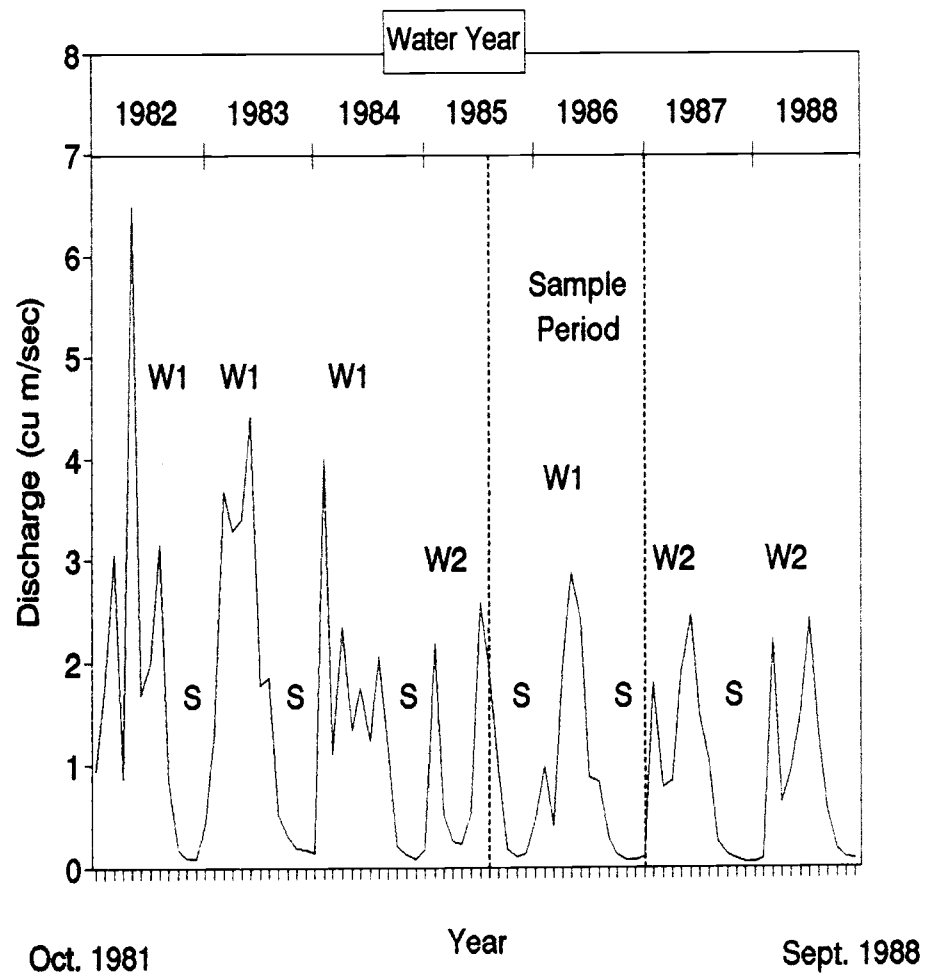 Water Year
1982 1983 1984 1985 1986 1987 1988
8
7
6
5
4
3
2
1
0
Discharge (cu m/sec)
Sample
Period
W1 W1 W1
W1
W2 W2 W2
S S S S S S
Year
Oct. 1981 Sept. 1988